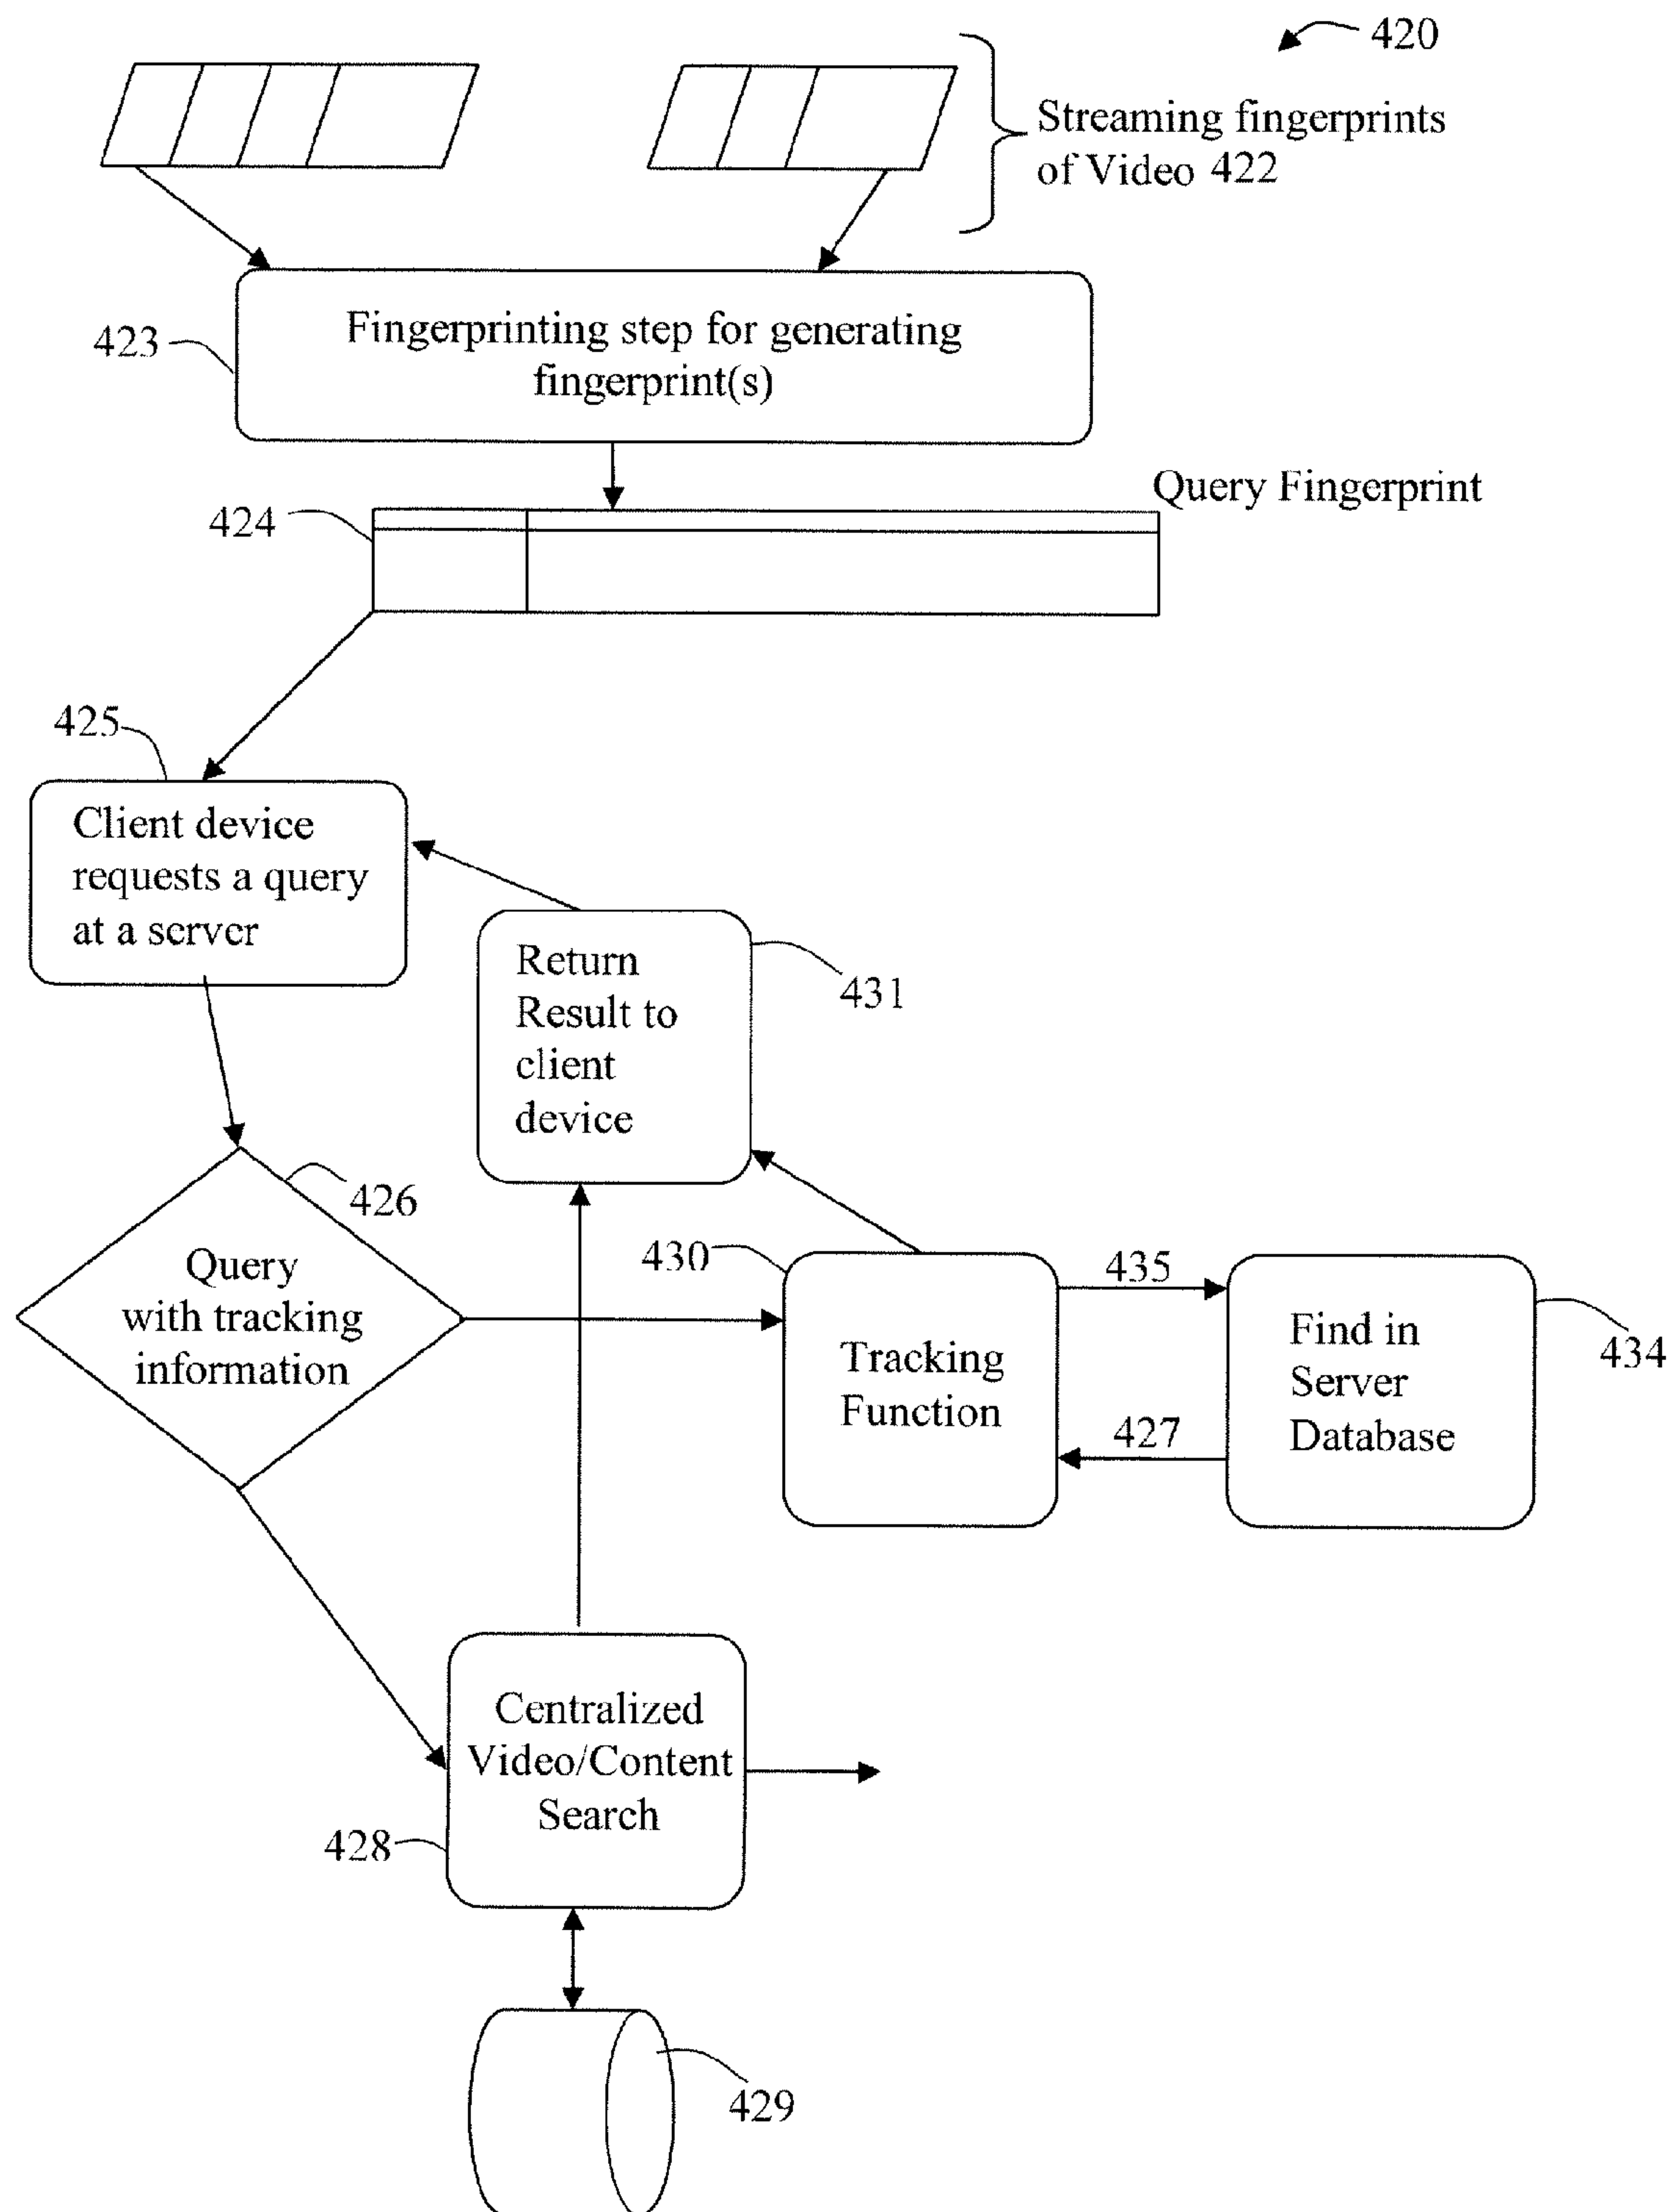 420
Streaming fingerprints
of Video 422
423
Fingerprinting step for generating
fingerprint(s)
Query Fingerprint
424
425
Client device
requests a query
at a server
Return
Result to
client
device
431
426
Query
with tracking
information
430
Tracking
Function
435
427
Find in
Server
Database
434
Centralized
Video/Content
Search
428
429